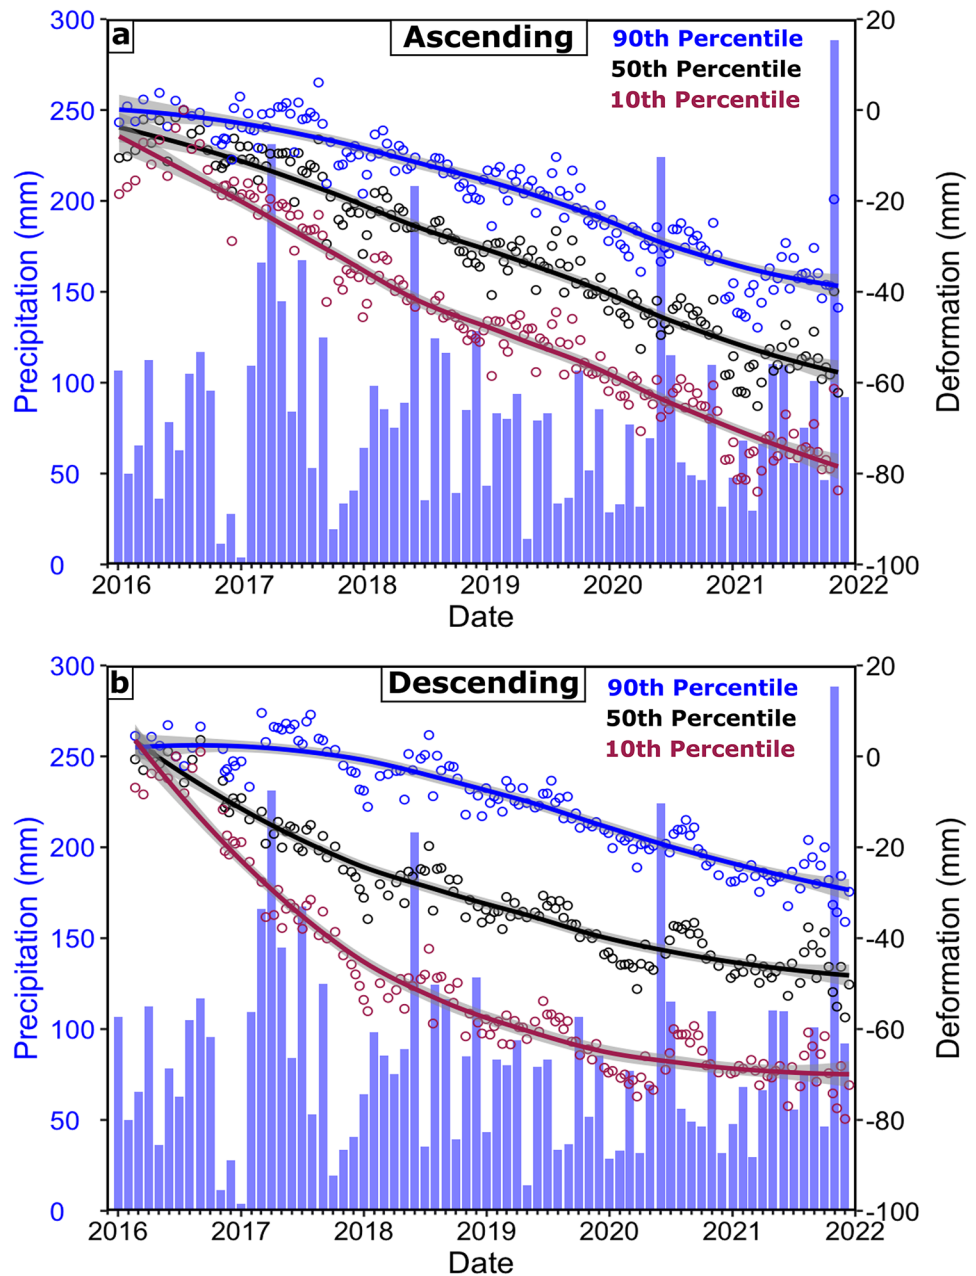 a
Ascending
90th Percentile
50th Percentile
10th Percentile
300
250
200
150
100
50
0
Precipitation (mm)
20
0
-20
-40
-60
-80
-100
Deformation (mm)
2016 2017 2018 2019 2020 2021 2022
Date
b
Descending
90th Percentile
50th Percentile
10th Percentile
300
250
200
150
100
50
0
Precipitation (mm)
20
0
-20
-40
-60
-80
-100
Deformation (mm)
2016 2017 2018 2019 2020 2021 2022
Date